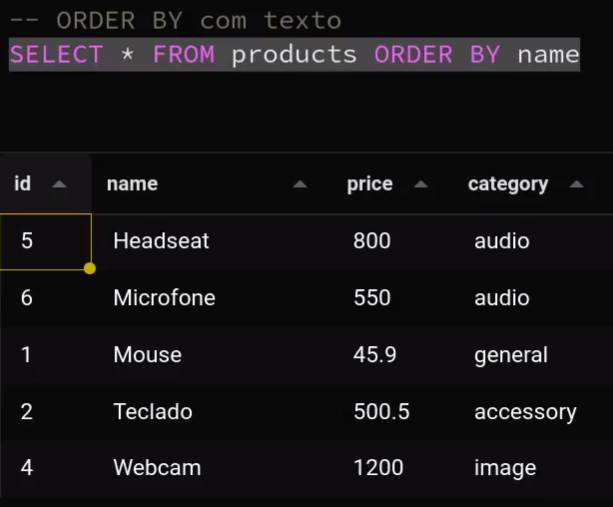 -- ORDER BY com texto
SELECT * FROM products ORDER BY name
id name price category
5 Headseat 800 audio
6 Microfone 550 audio
1 Mouse 45.9 general
2 Teclado 500.5 accessory
4 Webcam 1200 image